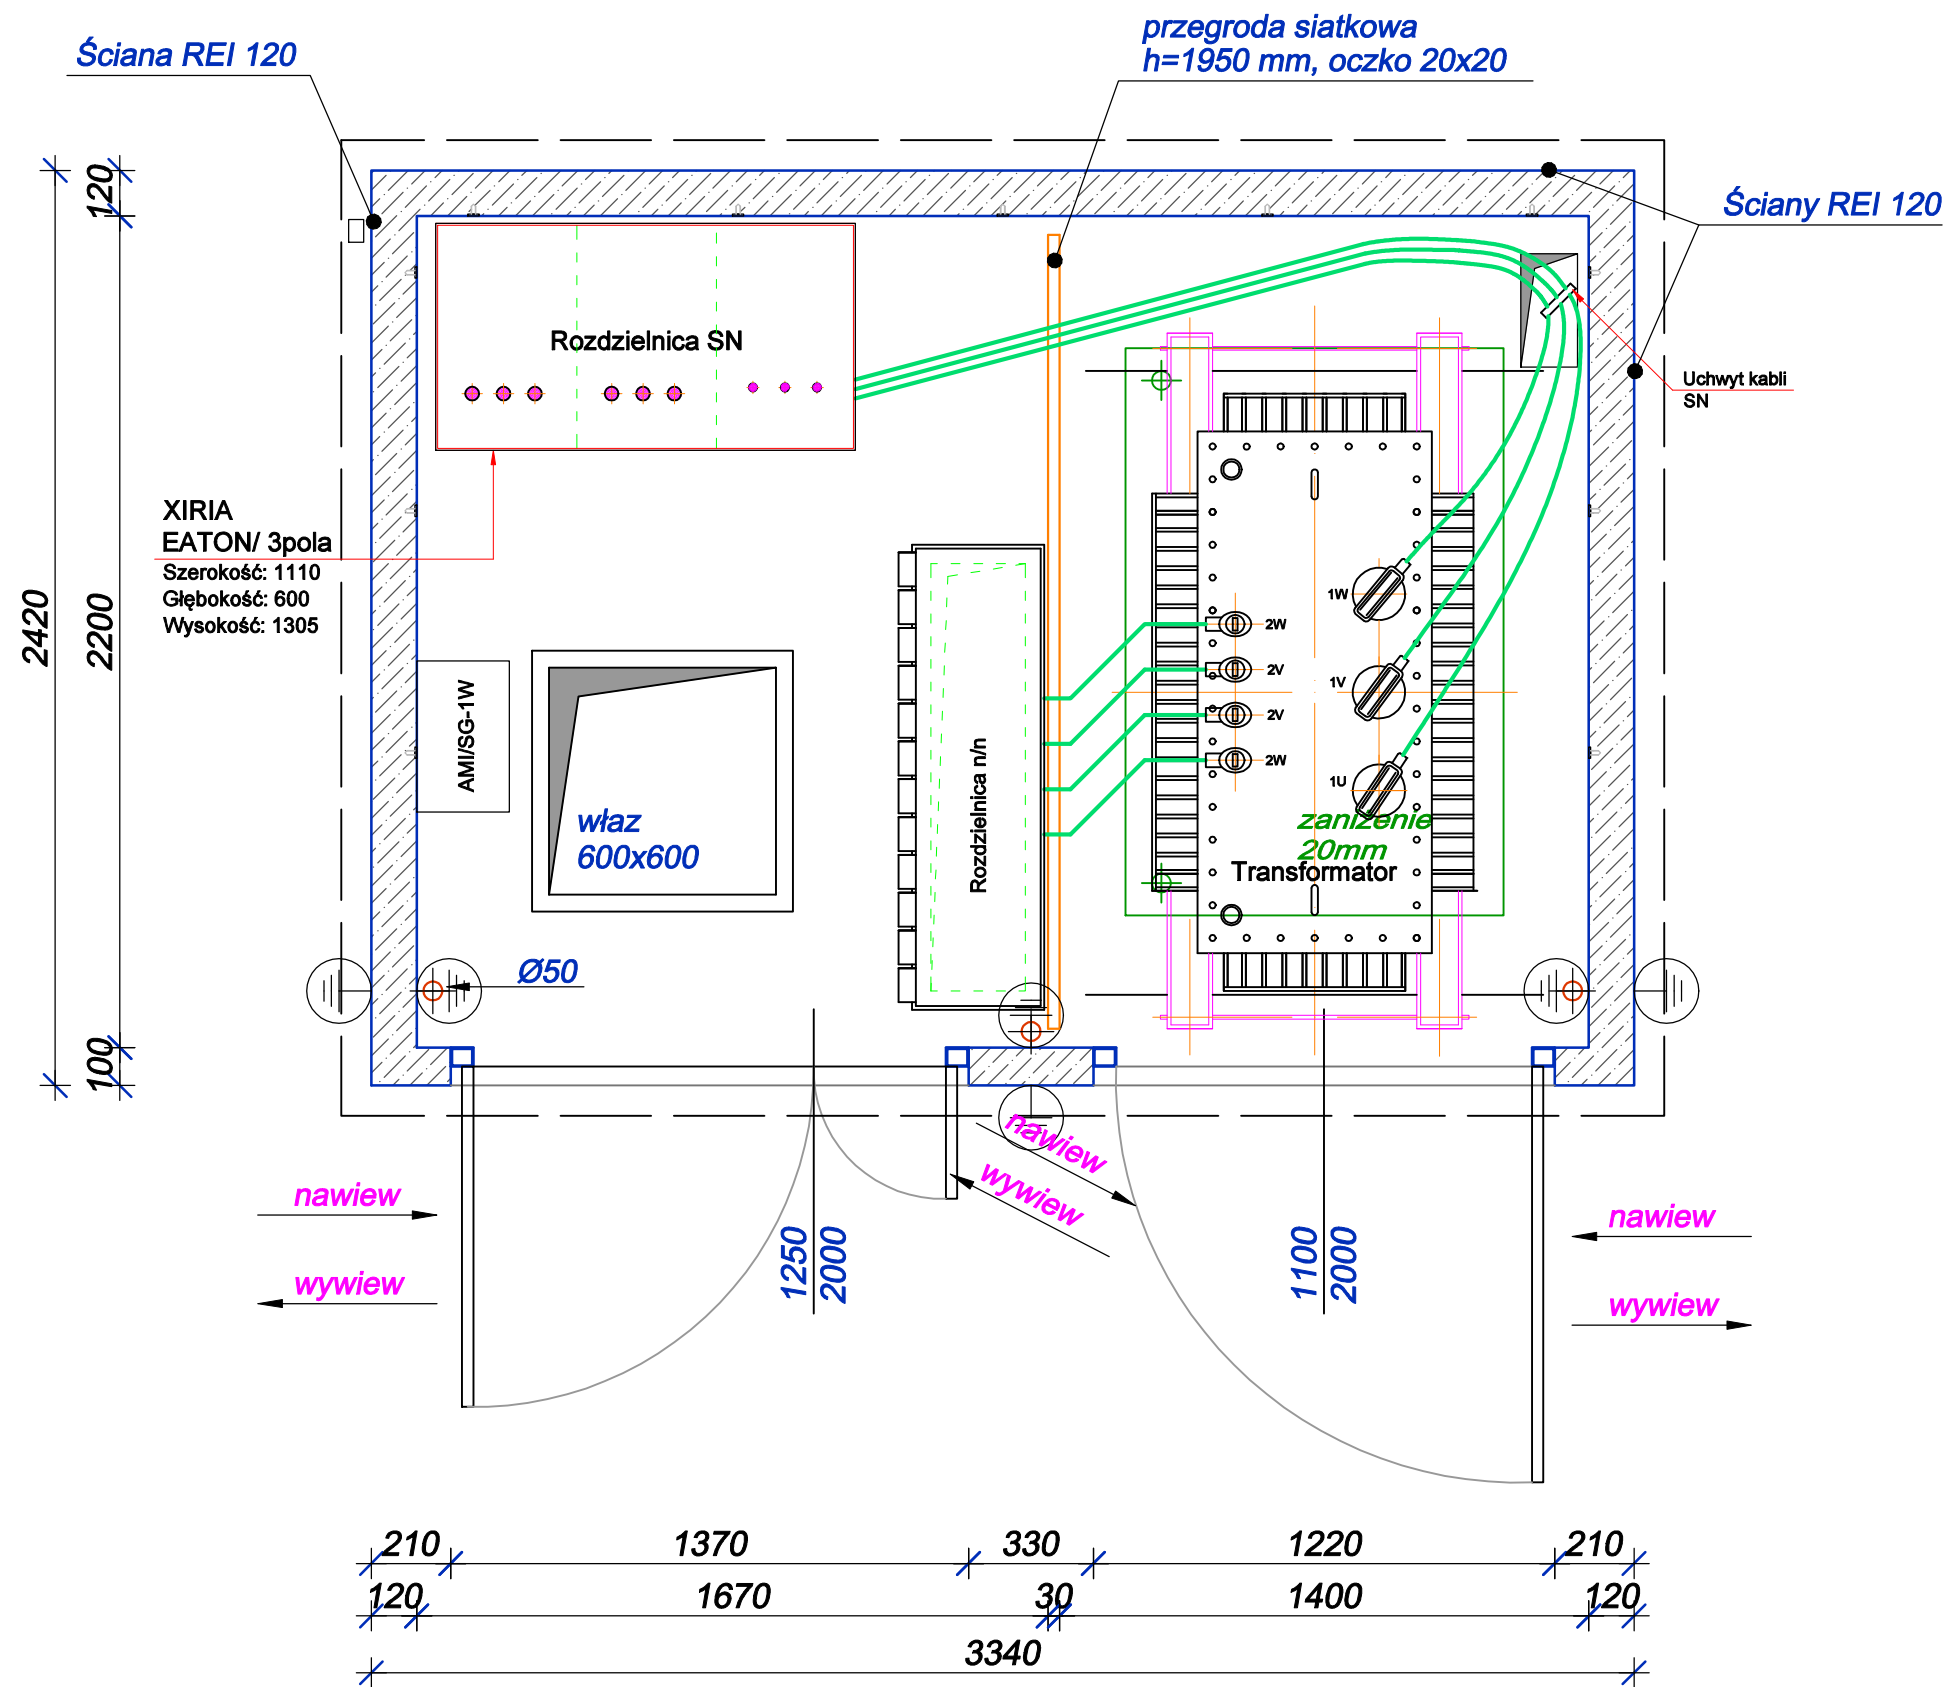 przegroda siatkowa
h=1950 mm, oczko 20x20
Ściana REI 120
Ściany REI 120
120
2420
2200
100
Rozdzielnica SN
Uchwyt kabli
SN
XIRIA
EATON/ 3pola
Szerokość: 1110
Głębokość: 600
Wysokość: 1305
AMI/SG-1W
właz
600x600
Rozdzielnica n/n
1W
2W
2V
1V
2V
2W
1U
zaniżenie
20mm
Transformator
Ø50
nawiew
wywiew
nawiew
wywiew
nawiew
wywiew
1250
2000
1100
2000
210
1370
330
1220
210
120
1670
30
1400
120
3340